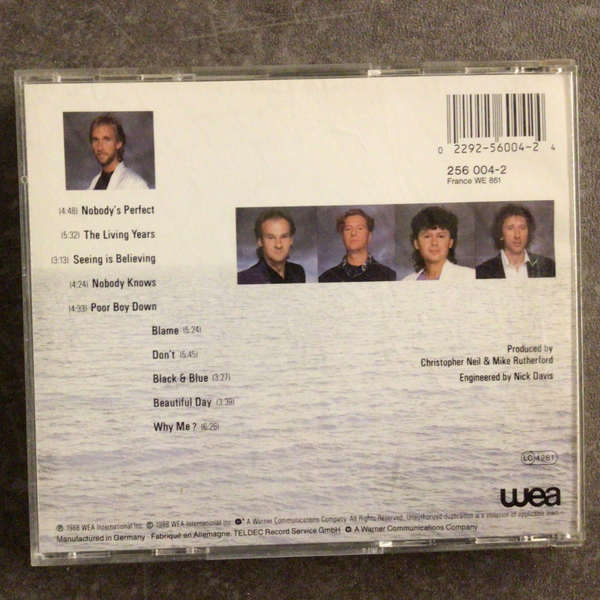 0 2292-56004-2 4
256 004-2
France WE 851
(4:48) Nobody's Perfect
(5:32) The Living Years
(3:13) Seeing is Believing
(4:24) Nobody Knows
(4:33) Poor Boy Down
Blame (5:24)
Don't (5:45)
Black & Blue (3:27)
Beautiful Day (3:39)
Why Me? (6:26)
Produced by
Christopher Neil & Mike Rutherford
Engineered by Nick Davis
LC 4281
wea
℗ 1988 WEA International Inc. © 1988 WEA International Inc. A Warner Communications Company. All Rights Reserved. Unauthorized duplication is a violation of applicable laws.
Manufactured in Germany · Fabriqué en Allemagne. TELDEC Record Service GmbH A Warner Communications Company